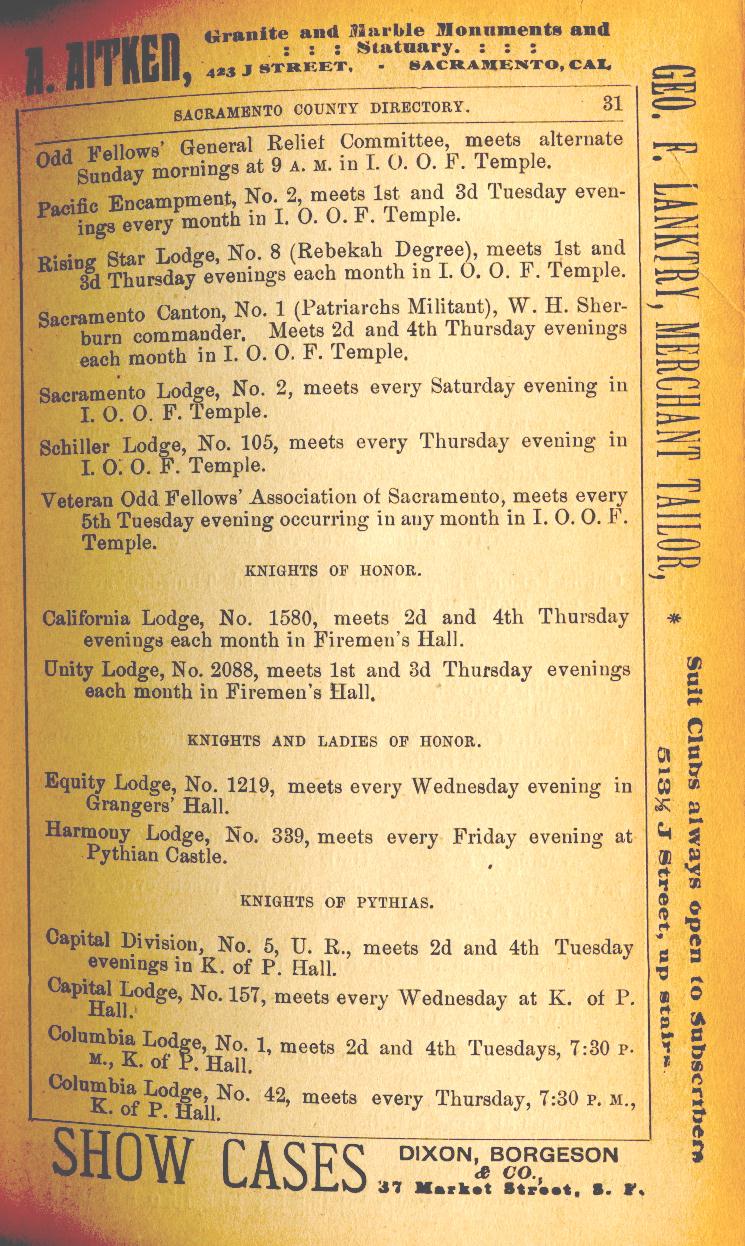 A. AITKEN,
Granite and Marble Monuments and
: : : Statuary. : : :
423 J STREET, - SACRAMENTO, CAL
SACRAMENTO COUNTY DIRECTORY. 31
Odd Fellows' General Relief Committee, meets alternate
Sunday mornings at 9 A. M. in I. O. O. F. Temple.
Pacific Encampment, No. 2, meets 1st and 3d Tuesday even-
ings every month in I. O. O. F. Temple.
Rising Star Lodge, No. 8 (Rebekah Degree), meets 1st and
3d Thursday evenings each month in I. O. O. F. Temple.
Sacramento Canton, No. 1 (Patriarchs Militant), W. H. Sher-
burn commander. Meets 2d and 4th Thursday evenings
each month in I. O. O. F. Temple.
Sacramento Lodge, No. 2, meets every Saturday evening in
I. O. O. F. Temple.
Schiller Lodge, No. 105, meets every Thursday evening in
I. O. O. F. Temple.
Veteran Odd Fellows' Association of Sacramento, meets every
5th Tuesday evening occurring in any month in I. O. O. F.
Temple.
KNIGHTS OF HONOR.
California Lodge, No. 1580, meets 2d and 4th Thursday
evenings each month in Firemen's Hall.
Unity Lodge, No. 2088, meets 1st and 3d Thursday evenings
each month in Firemen's Hall.
KNIGHTS AND LADIES OF HONOR.
Equity Lodge, No. 1219, meets every Wednesday evening in
Grangers' Hall.
Harmony Lodge, No. 339, meets every Friday evening at
Pythian Castle.
KNIGHTS OF PYTHIAS.
Capital Division, No. 5, U. R., meets 2d and 4th Tuesday
evenings in K. of P. Hall.
Capital Lodge, No. 157, meets every Wednesday at K. of P.
Hall.
Columbia Lodge, No. 1, meets 2d and 4th Tuesdays, 7:30 P.
M., K. of P. Hall.
Columbia Lodge, No. 42, meets every Thursday, 7:30 P. M.,
K. of P. Hall.
GEO. F. LANKTRY, MERCHANT TAILOR, *
Suit Clubs always open to Subscribers
513½ J Street, up stairs.
SHOW CASES
DIXON, BORGESON
& CO.,
37 Market Street, S. F.